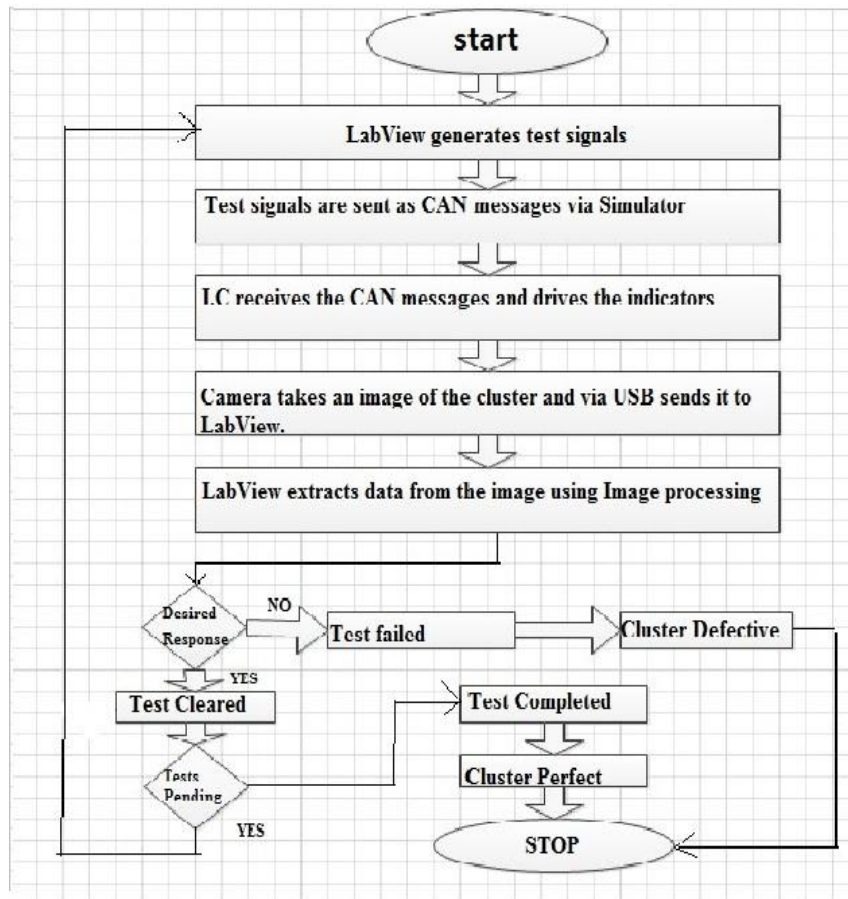 start
LabView generates test signals
Test signals are sent as CAN messages via Simulator
I.C receives the CAN messages and drives the indicators
Camera takes an image of the cluster and via USB sends it to
LabView.
LabView extracts data from the image using Image processing
Desired
Response
NO
Test failed
Cluster Defective
YES
Test Cleared
Tests
Pending
YES
Test Completed
Cluster Perfect
STOP